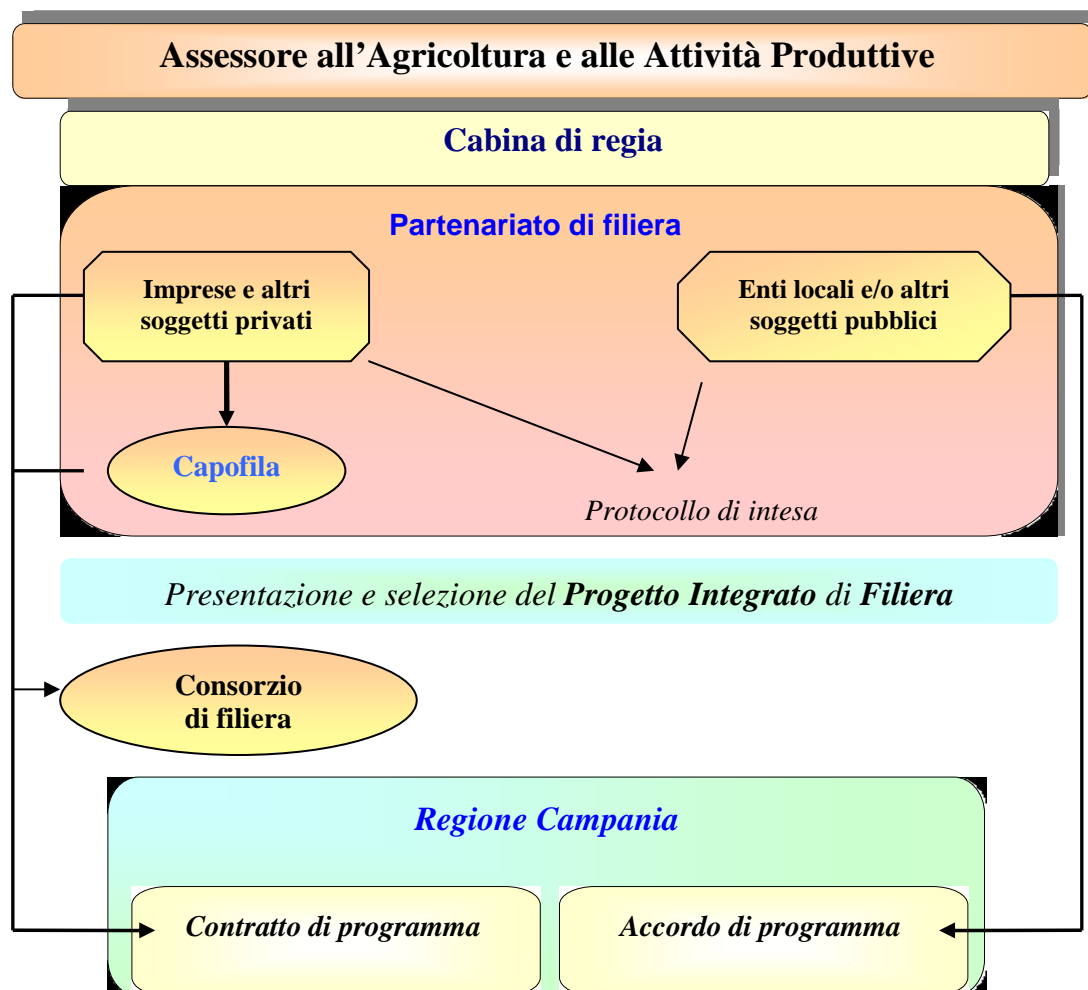 Assessore all’Agricoltura e alle Attività Produttive
Cabina di regia
Partenariato di filiera
Imprese e altri
soggetti privati
Enti locali e/o altri
soggetti pubblici
Capofila
Protocollo di intesa
Presentazione e selezione del Progetto Integrato di Filiera
Consorzio
di filiera
Regione Campania
Contratto di programma
Accordo di programma